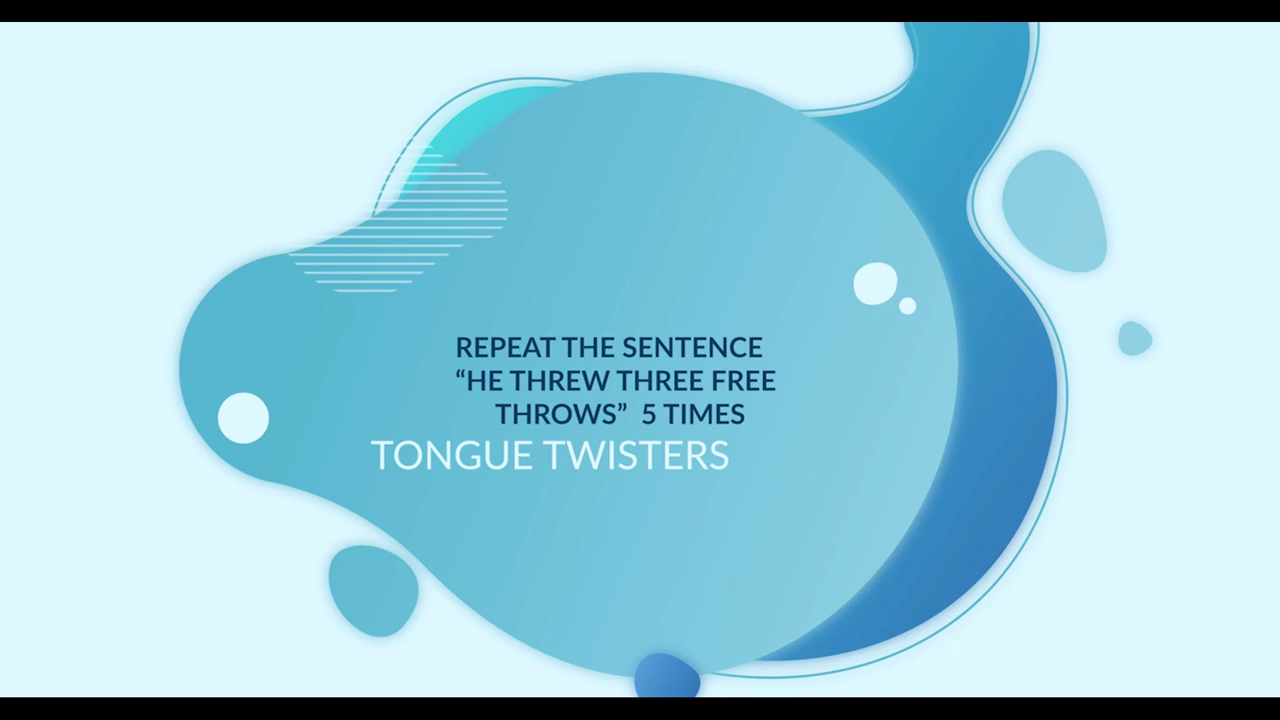 REPEAT THE SENTENCE
“HE THREW THREE FREE
THROWS” 5 TIMES
TONGUE TWISTERS